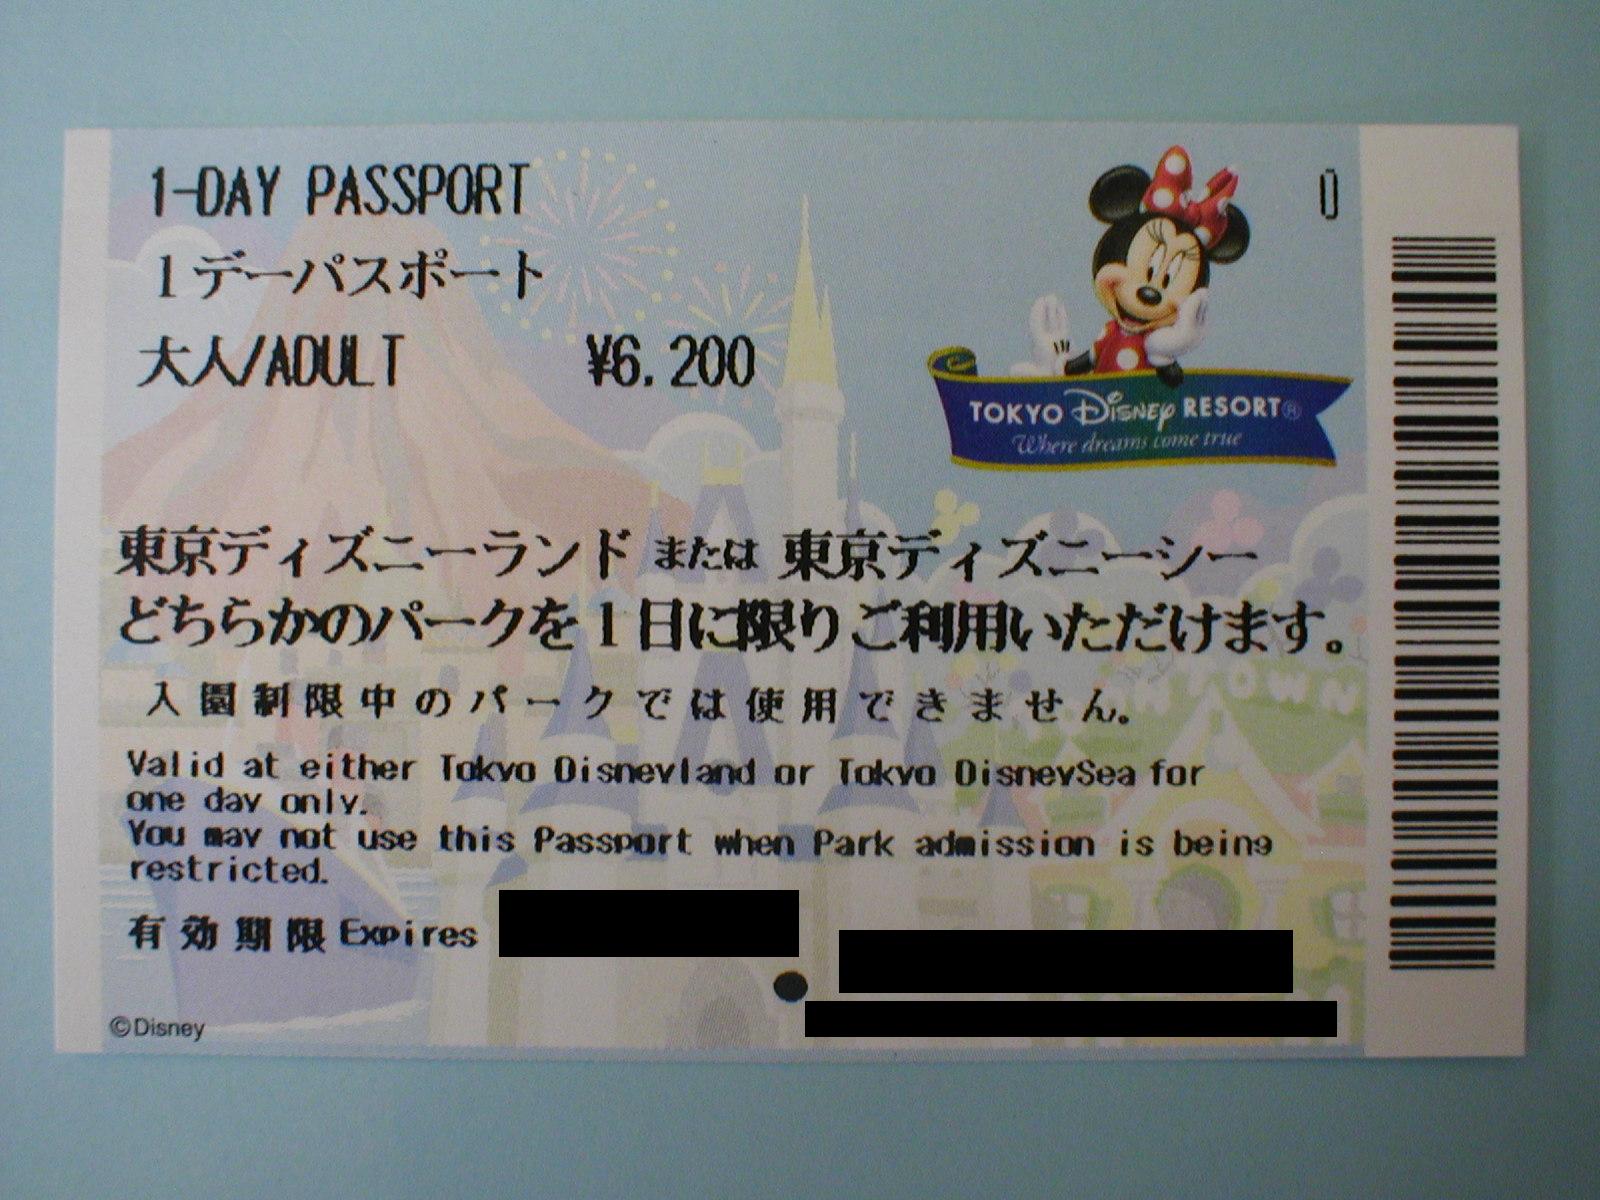 1-DAY PASSPORT
0
1デーパスポート
大人/ADULT ¥6,200
TOKYO DISNEY RESORT®
Where dreams come true
東京ディズニーランド または 東京ディズニーシー
どちらかのパークを1日に限りご利用いただけます。
入園制限中のパークでは使用できません。
Valid at either Tokyo Disneyland or Tokyo DisneySea for
one day only.
You may not use this Passport when Park admission is being
restricted.
有効期限 Expires
©Disney